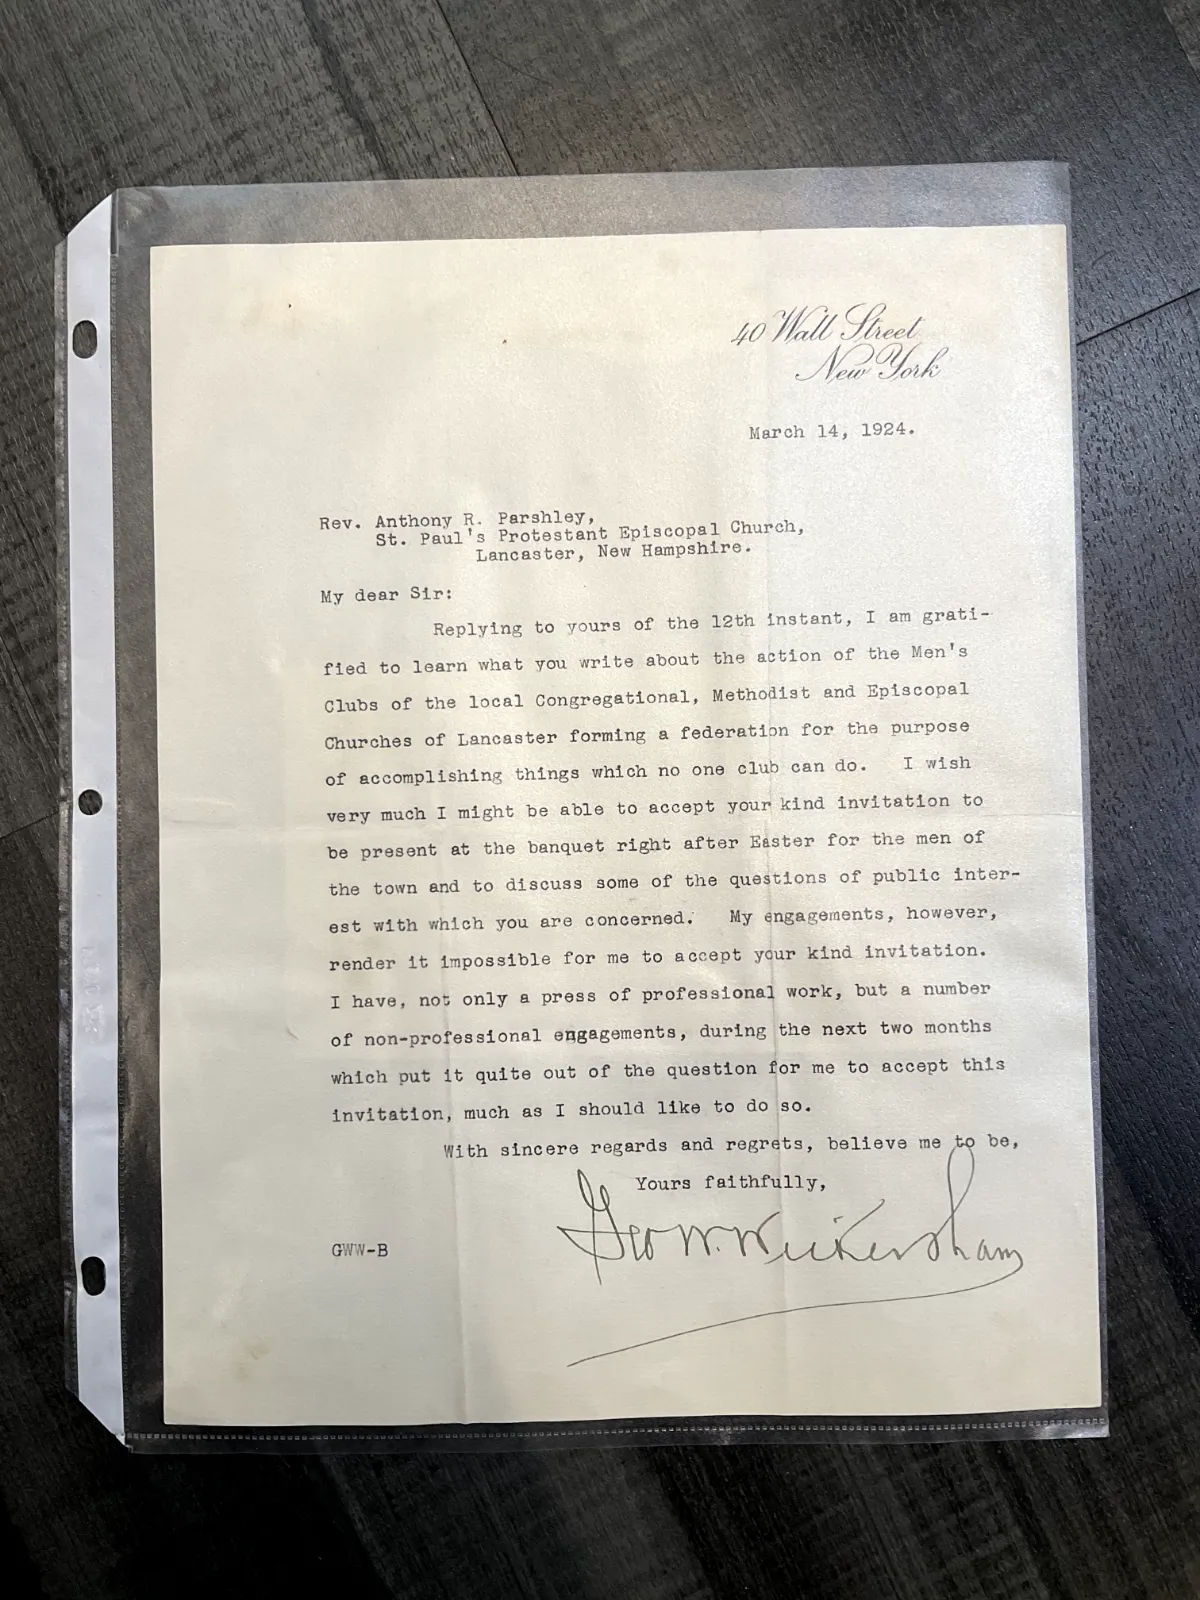 40 Wall Street
New York
March 14, 1924.
Rev. Anthony R. Parshley,
St. Paul's Protestant Episcopal Church,
Lancaster, New Hampshire.
My dear Sir:
Replying to yours of the 12th instant, I am grati-
fied to learn what you write about the action of the Men's
Clubs of the local Congregational, Methodist and Episcopal
Churches of Lancaster forming a federation for the purpose
of accomplishing things which no one club can do. I wish
very much I might be able to accept your kind invitation to
be present at the banquet right after Easter for the men of
the town and to discuss some of the questions of public inter-
est with which you are concerned. My engagements, however,
render it impossible for me to accept your kind invitation.
I have, not only a press of professional work, but a number
of non-professional engagements, during the next two months
which put it quite out of the question for me to accept this
invitation, much as I should like to do so.
With sincere regards and regrets, believe me to be,
Yours faithfully,
Geo W. Wickersham
GWW-B